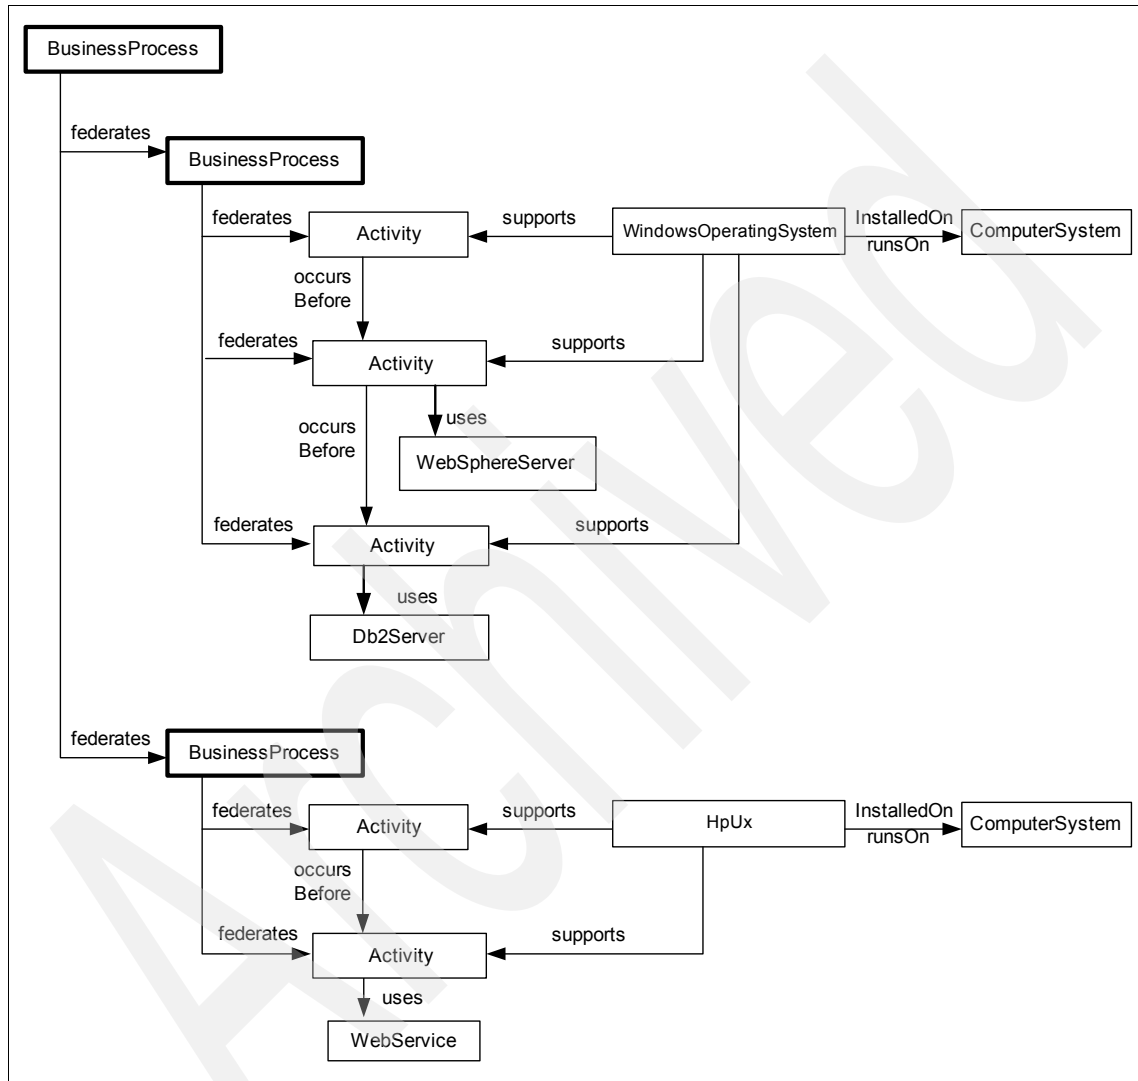 BusinessProcess
federates
BusinessProcess
federates
Activity
supports
WindowsOperatingSystem
InstalledOn
runsOn
ComputerSystem
occurs
Before
federates
Activity
supports
uses
occurs
Before
WebSphereServer
federates
Activity
supports
uses
Db2Server
federates
BusinessProcess
federates
Activity
supports
HpUx
InstalledOn
runsOn
ComputerSystem
occurs
Before
federates
Activity
supports
uses
WebService
Archived